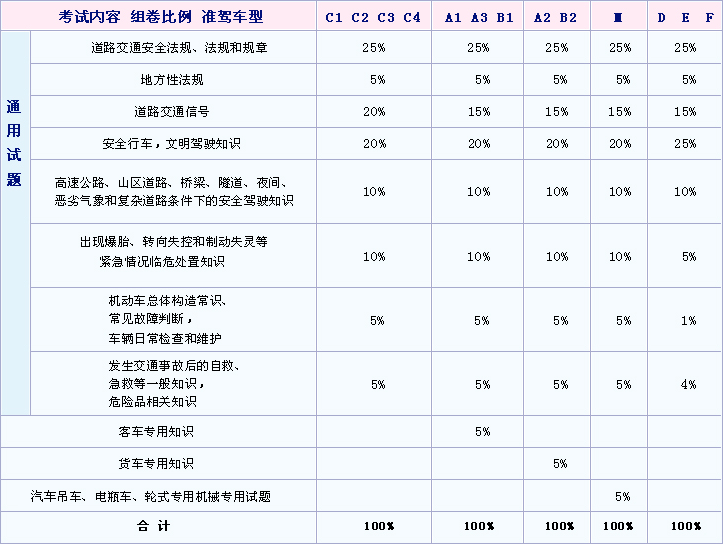 考试内容 组卷比例 准驾车型 C1 C2 C3 C4 A1 A3 B1 A2 B2 M D E F
通用试题
道路交通安全法规、法规和规章 25% 25% 25% 25% 25%
地方性法规 5% 5% 5% 5% 5%
道路交通信号 20% 15% 15% 15% 15%
安全行车，文明驾驶知识 20% 20% 20% 20% 25%
高速公路、山区道路、桥梁、隧道、夜间、
恶劣气象和复杂道路条件下的安全驾驶知识 10% 10% 10% 10% 10%
出现爆胎、转向失控和制动失灵等
紧急情况临危处置知识 10% 10% 10% 10% 5%
机动车总体构造常识、
常见故障判断，
车辆日常检查和维护 5% 5% 5% 5% 1%
发生交通事故后的自救、
急救等一般知识，
危险品相关知识 5% 5% 5% 5% 4%
客车专用知识 5%
货车专用知识 5%
汽车吊车、电瓶车、轮式专用机械专用试题 5%
合 计 100% 100% 100% 100% 100%